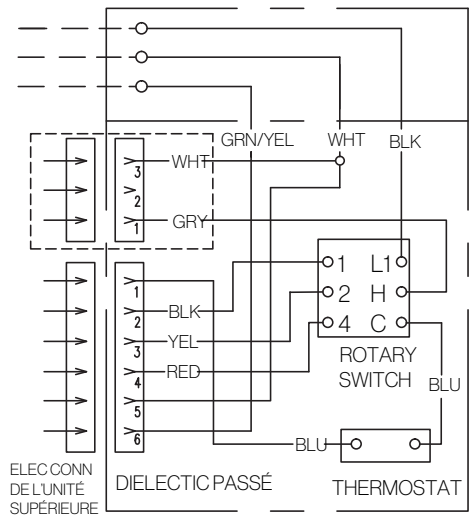 GRN/YEL WHT BLK
WHT
3
2
1
GRY
1
2
3
4
5
6
BLK
YEL
RED
1 L1
2 H
4 C
ROTARY
SWITCH
BLU
BLU
THERMOSTAT
DIELECTIC PASSÉ
ELEC CONN
DE L'UNITÉ
SUPÉRIEURE